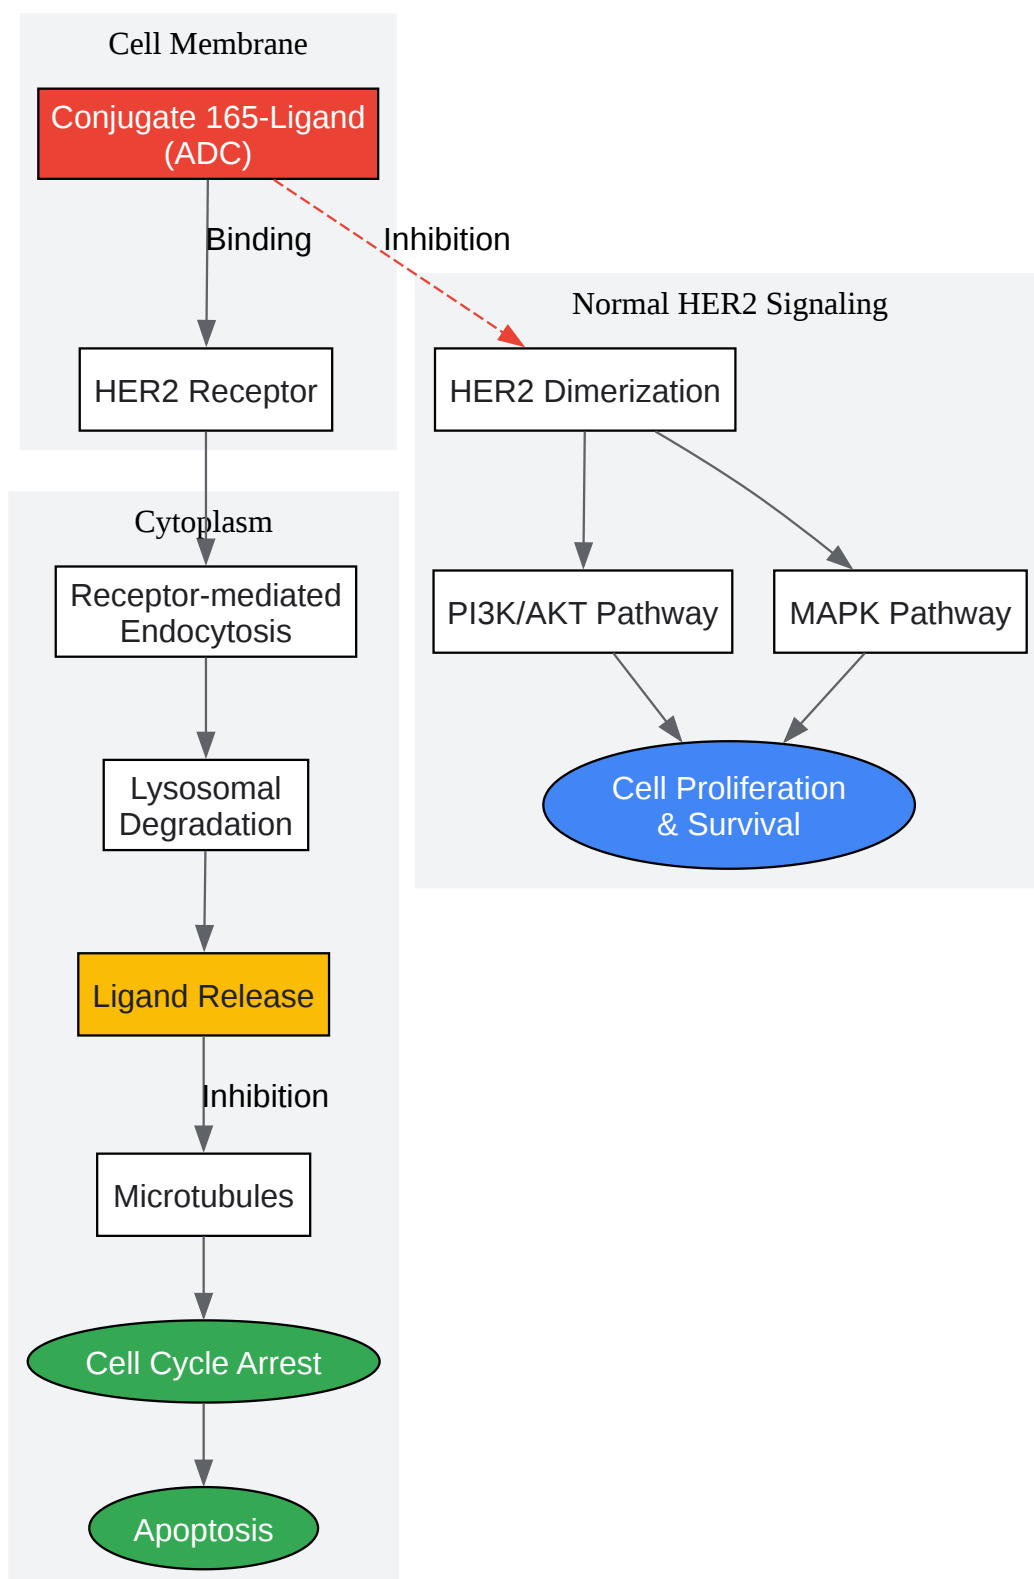 Cell Membrane
Conjugate 165-Ligand
(ADC)
Binding
Inhibition
HER2 Receptor
Normal HER2 Signaling
HER2 Dimerization
PI3K/AKT Pathway
MAPK Pathway
Cell Proliferation
& Survival
Cytoplasm
Receptor-mediated
Endocytosis
Lysosomal
Degradation
Ligand Release
Inhibition
Microtubules
Cell Cycle Arrest
Apoptosis